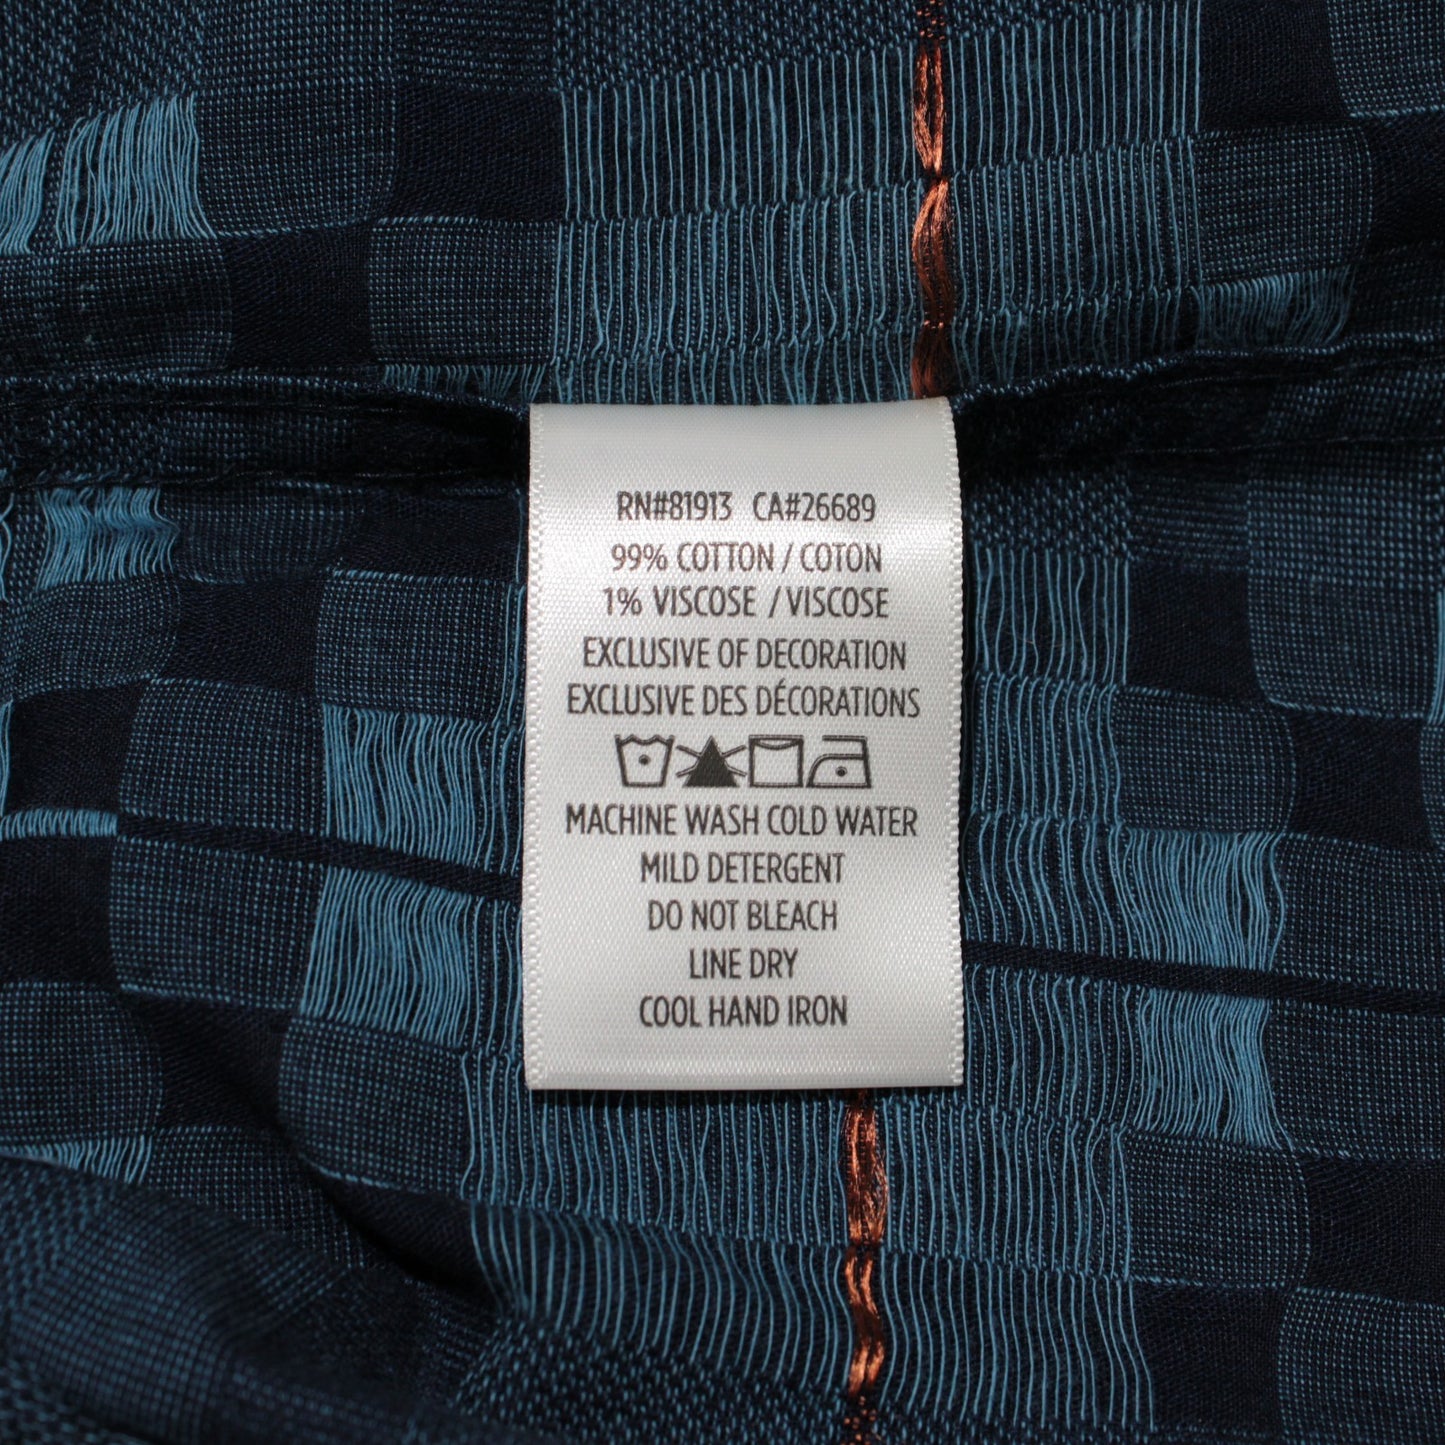 RN#81913 CA#26689
99% COTTON / COTON
1% VISCOSE / VISCOSE
EXCLUSIVE OF DECORATION
EXCLUSIVE DES DÉCORATIONS
MACHINE WASH COLD WATER
MILD DETERGENT
DO NOT BLEACH
LINE DRY
COOL HAND IRON